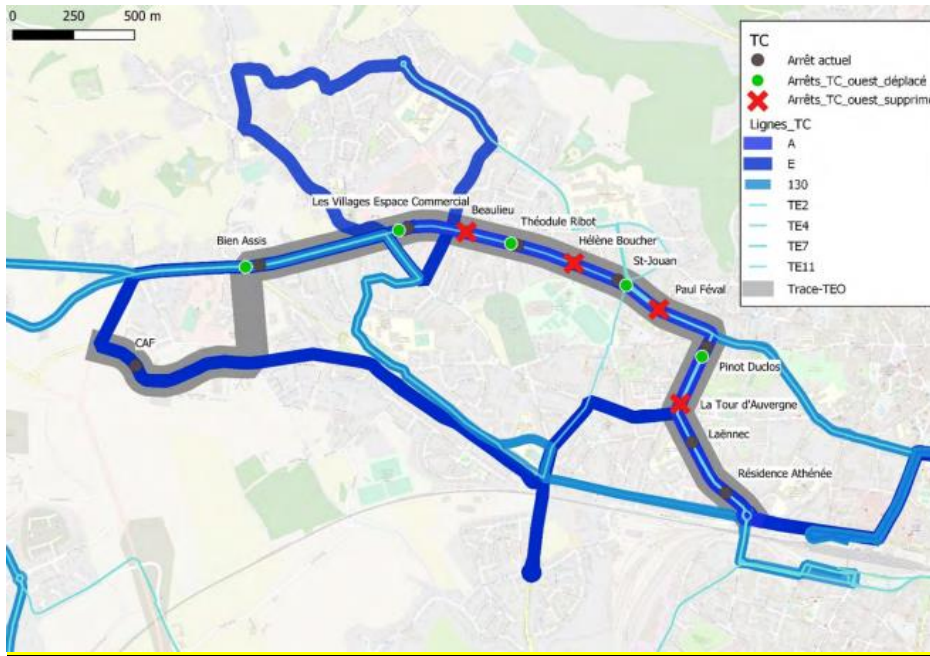 0 250 500 m
TC
Arrêt actuel
Arrêts_TC_ouest_déplacé
Arrêts_TC_ouest_supprimé
Lignes_TC
A
E
130
TE2
TE4
TE7
TE11
Trace-TEO
Les Villages Espace Commercial
Beaulieu
Théodule Ribot
Bien Assis
Hélène Boucher
St-Jouan
Paul Féval
CAF
Pinot Duclos
La Tour d'Auvergne
Laënnec
Résidence Athénée